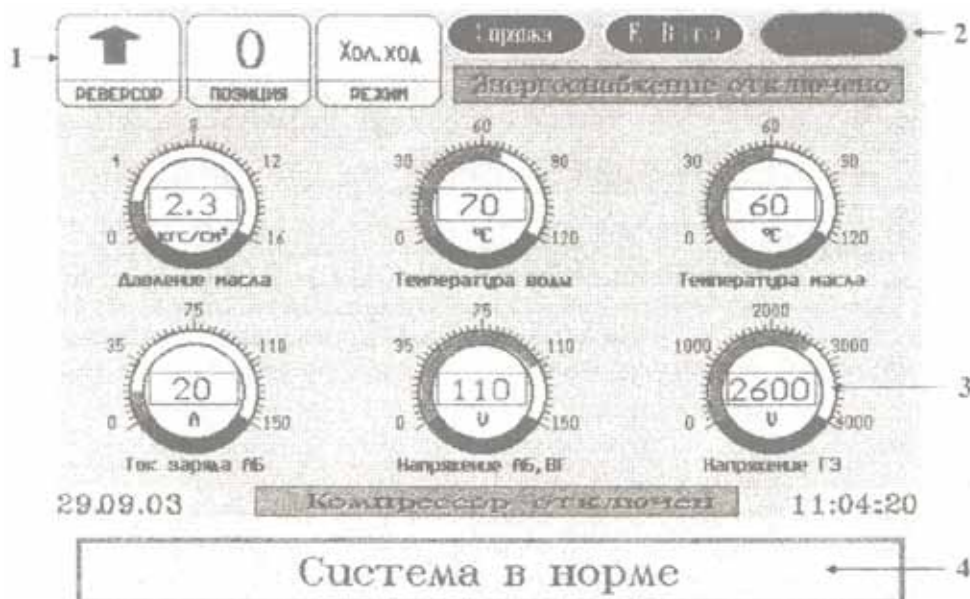 1
0
Хол.ход
РЕВЕРСОР
ПОЗИЦИЯ
РЕЖИМ
Справка
2
Энергоснабжение отключено
4 8 12
0 16
2.3
кгс/см²
Давление масла
30 60 90
0 120
70
°C
Температура воды
30 60 90
0 120
60
°C
Температура масла
35 75 110
0 150
20
А
Ток заряда АБ
35 75 110
0 150
110
V
Напряжение АБ, ВГ
1000 2000 3000
0
2600
V
3
Напряжение ГЭ
29.09.03
Компрессор отключен
11:04:20
Система в норме
4